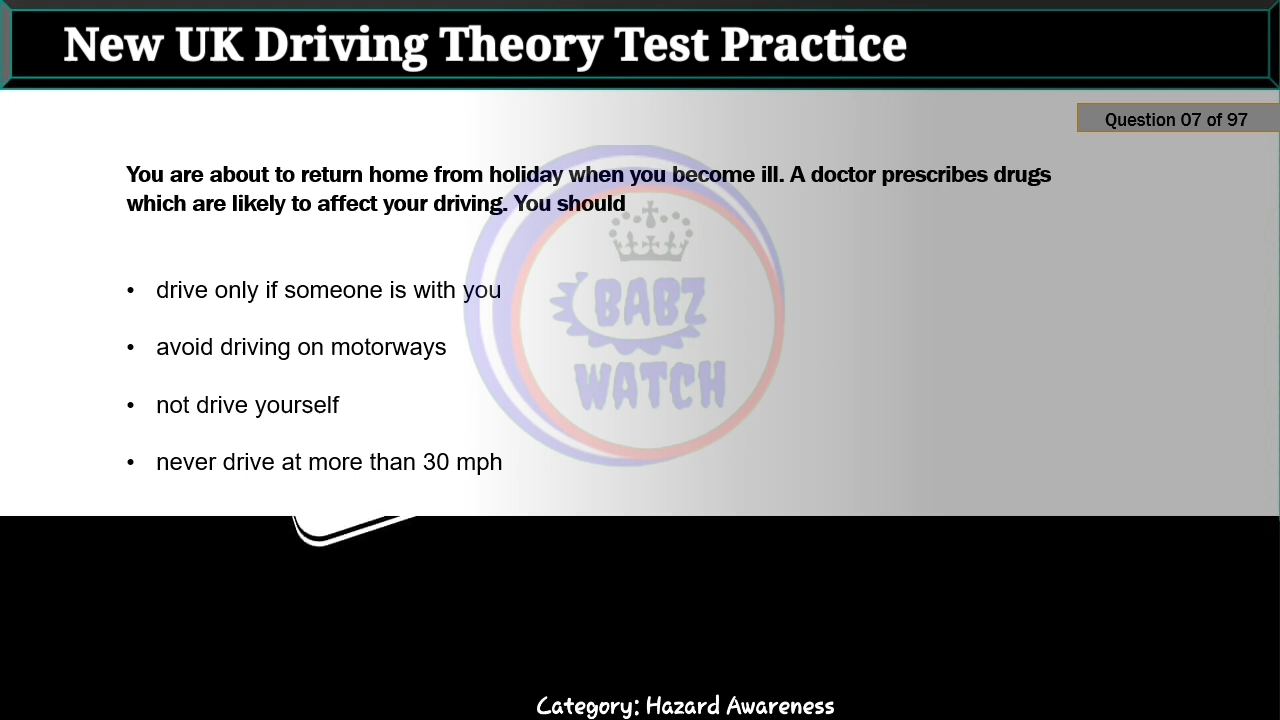 New UK Driving Theory Test Practice
Question 07 of 97
You are about to return home from holiday when you become ill. A doctor prescribes drugs
which are likely to affect your driving. You should
• drive only if someone is with you
• avoid driving on motorways
• not drive yourself
• never drive at more than 30 mph
BABZ
WATCH
Category: Hazard Awareness